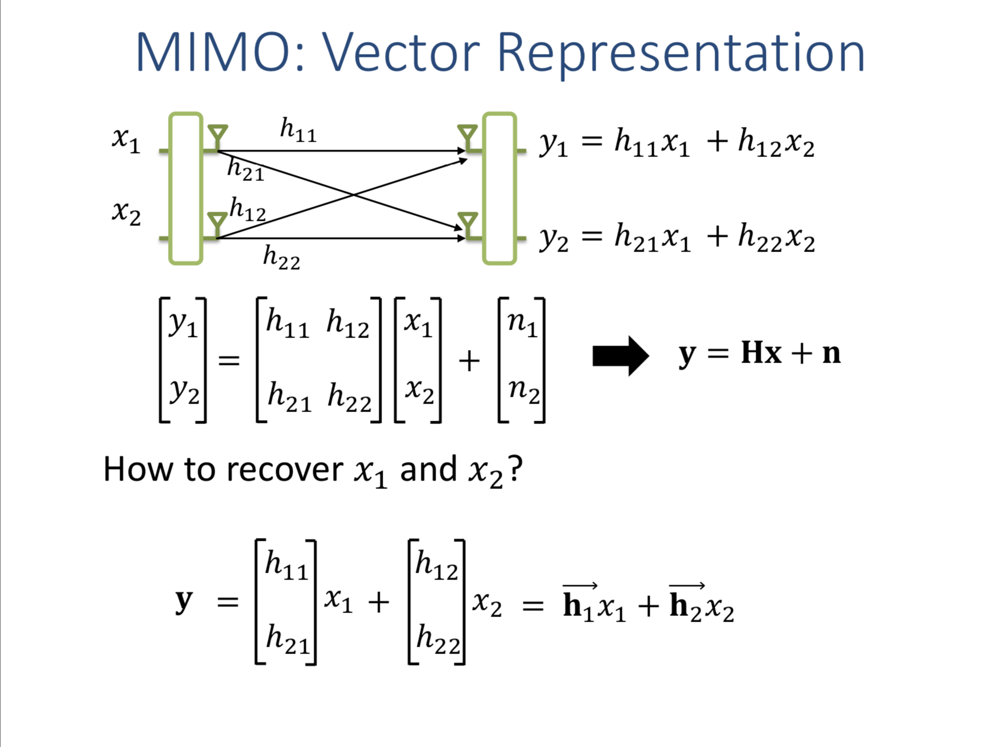 MIMO: Vector Representation
x₁ h₁₁ y₁ = h₁₁x₁ + h₁₂x₂
h₂₁
x₂ h₁₂
h₂₂ y₂ = h₂₁x₁ + h₂₂x₂
[y₁ y₂] = [h₁₁ h₁₂ h₂₁ h₂₂] [x₁ x₂] + [n₁ n₂] y = Hx + n
How to recover x₁ and x₂?
y = [h₁₁ h₂₁] x₁ + [h₁₂ h₂₂] x₂ = h⃗₁x₁ + h⃗₂x₂